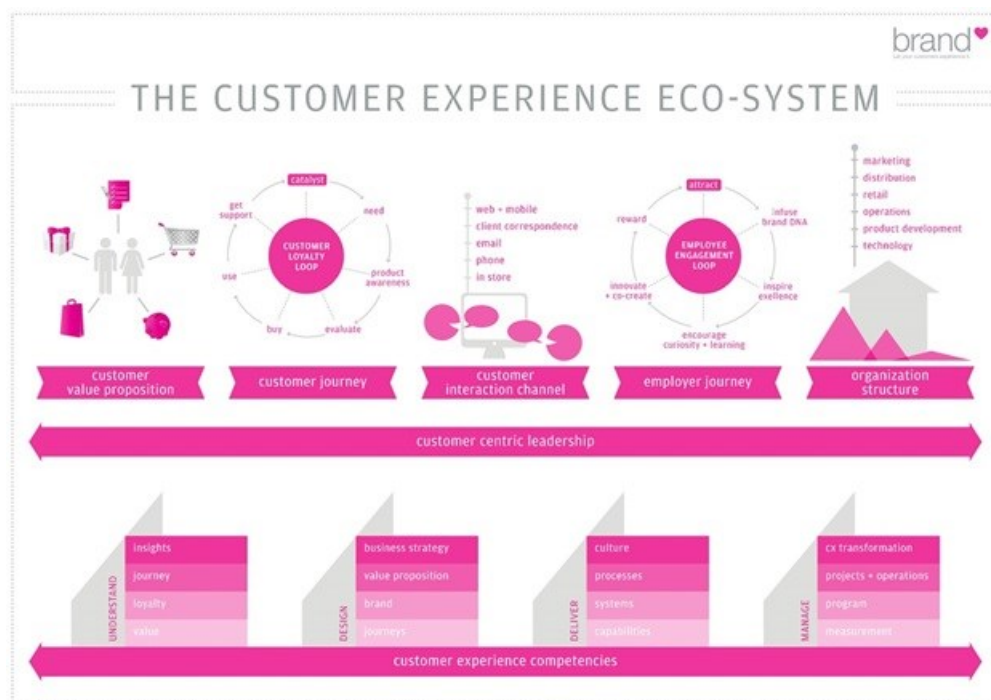 brand
THE CUSTOMER EXPERIENCE ECO-SYSTEM
catalyst
need
product
awareness
evaluate
buy
use
get
support
CUSTOMER
LOYALTY
LOOP
web + mobile
client correspondence
email
phone
in store
attract
infuse
brand DNA
inspire
exellence
encourage
curiosity + learning
innovate
+ co-create
reward
EMPLOYEE
ENGAGEMENT
LOOP
marketing
distribution
retail
operations
product development
technology
customer
value proposition
customer journey
customer
interaction channel
employer journey
organization
structure
customer centric leadership
UNDERSTAND
insights
journey
loyalty
value
DESIGN
business strategy
value proposition
brand
journeys
DELIVER
culture
processes
systems
capabilities
MANAGE
cx transformation
projects + operations
program
measurement
customer experience competencies